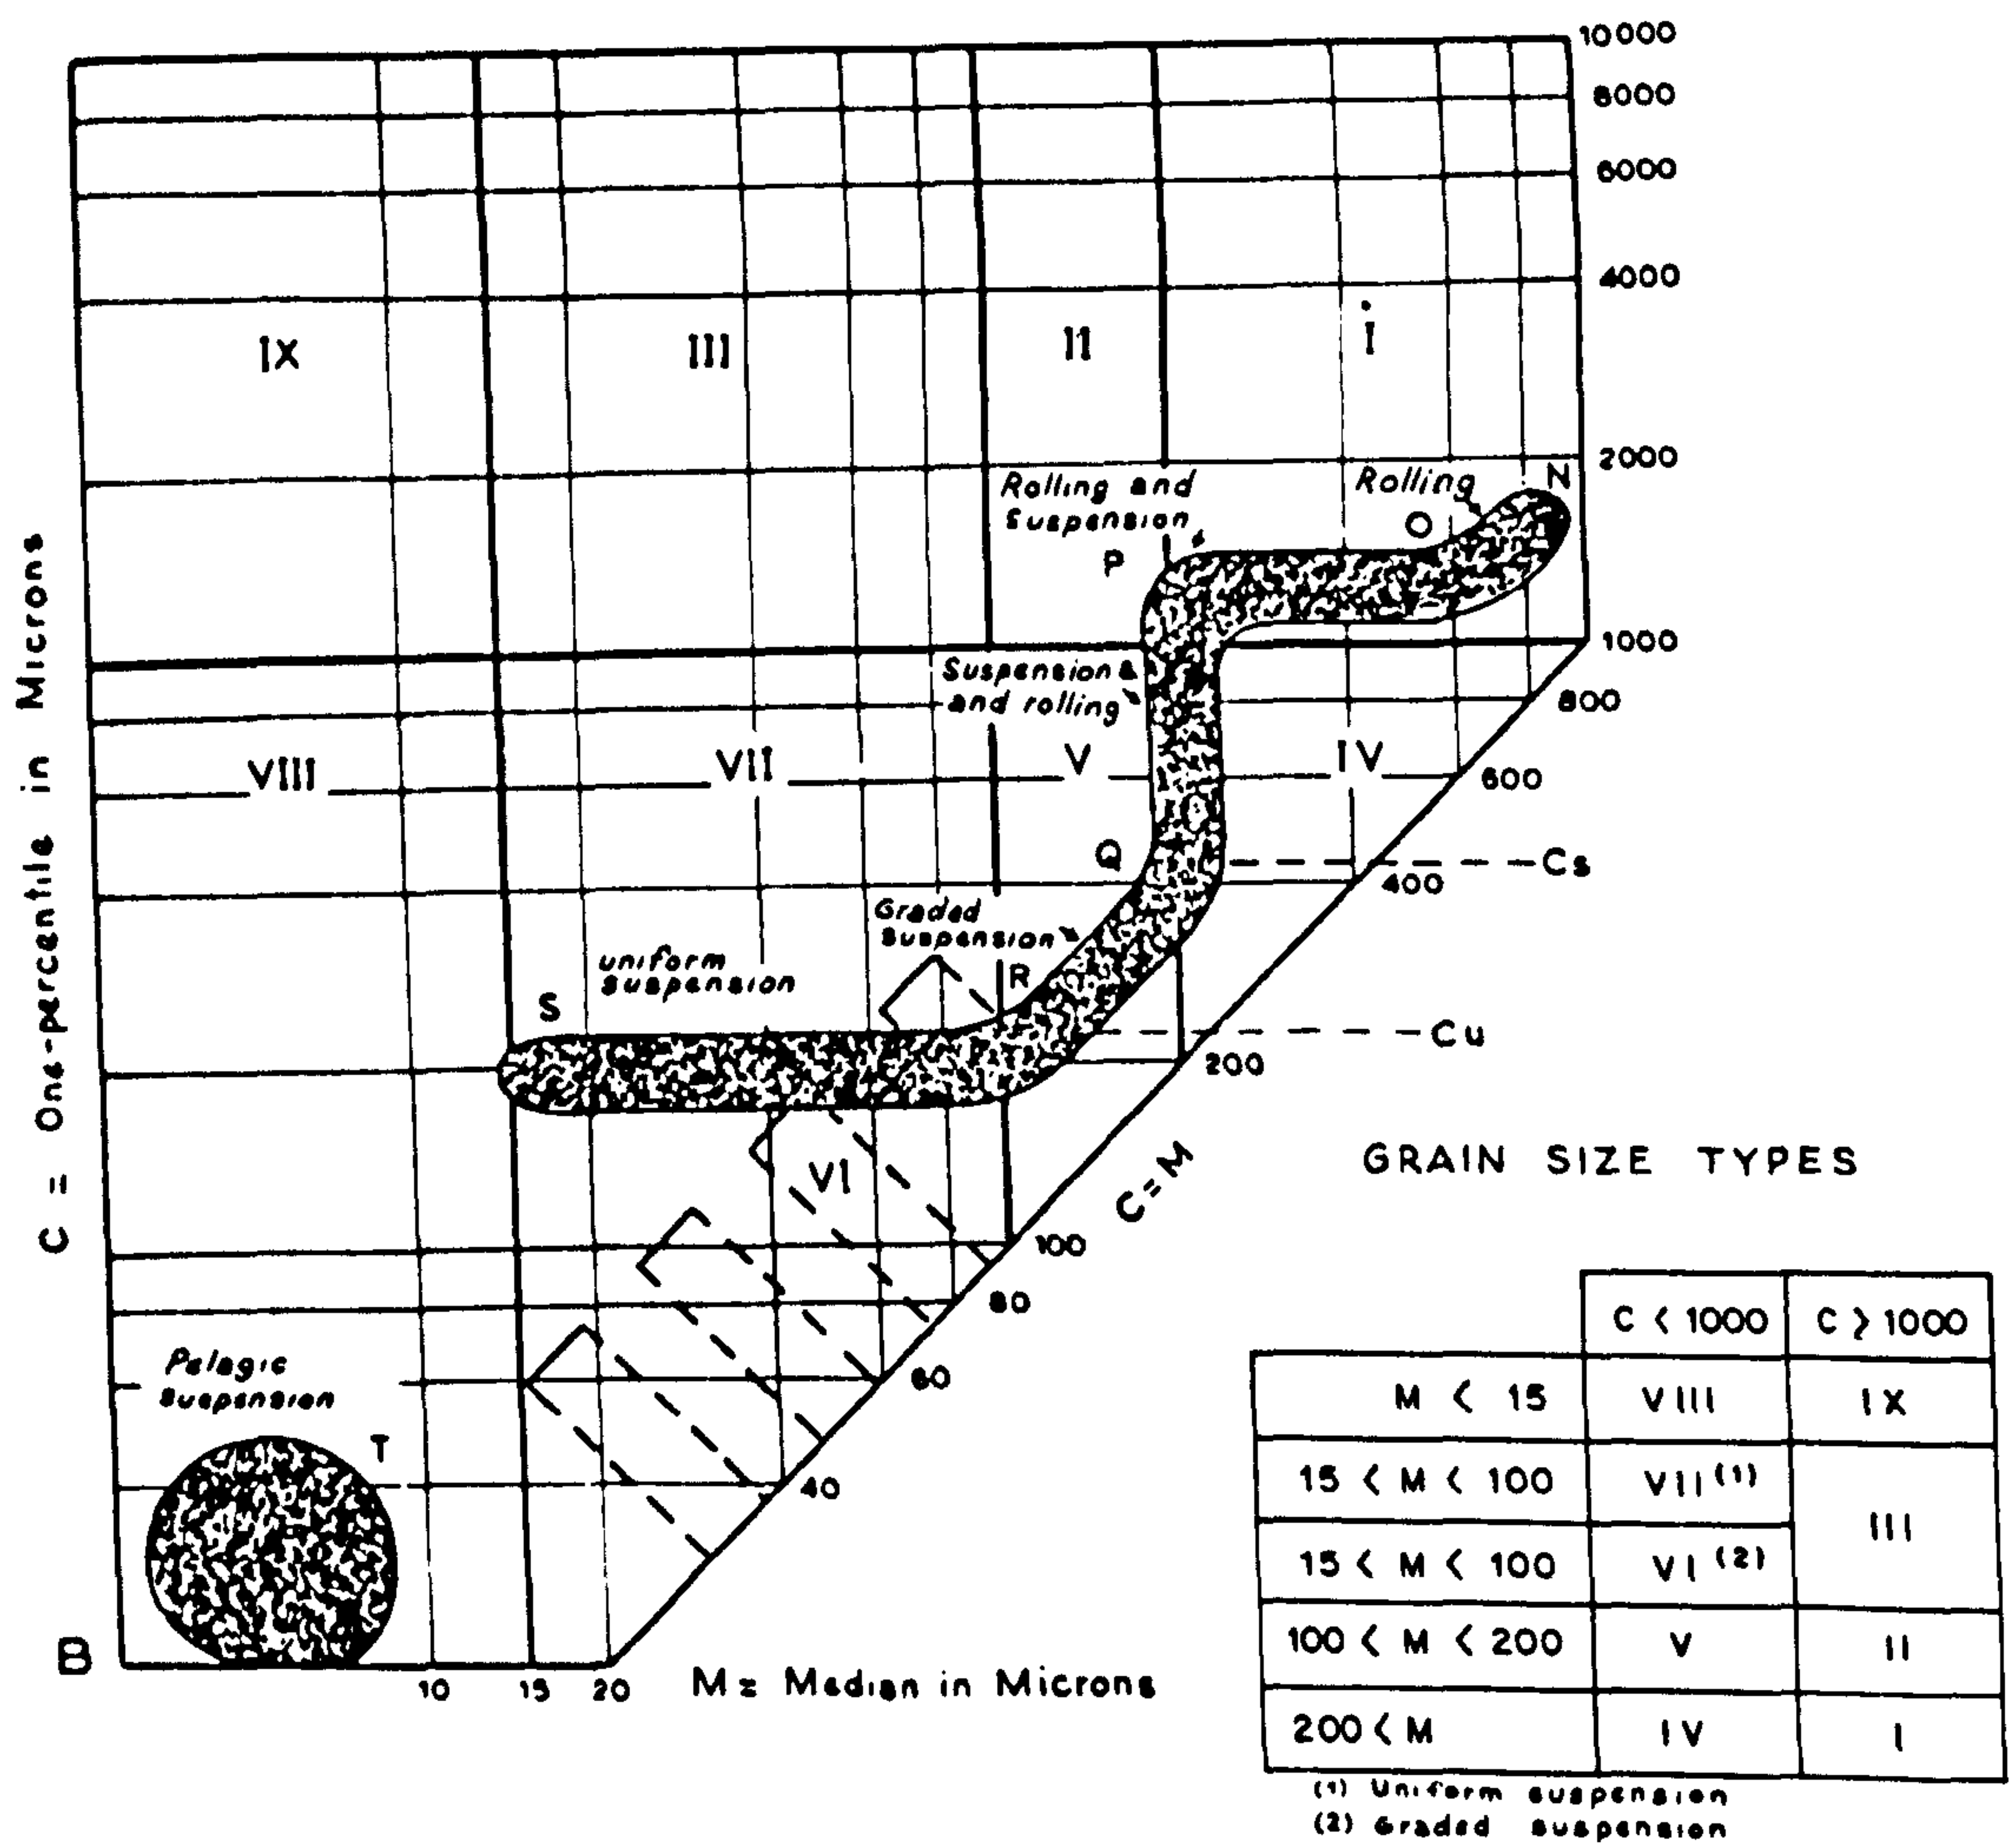 10000
8000
6000
4000
IX
III
II
I
2000
Rolling and
Suspension
Rolling
N
O
P
1000
Suspension &
and rolling
800
VIII
VII
V
IV
600
Q
Cs
400
Graded
Suspension
uniform
suspension
R
S
Cu
200
C = One-percentile in Microns
VI
C=M
100
80
Pelagic
suspension
60
T
40
B
10
15
20
M= Median in Microns
GRAIN SIZE TYPES
C < 1000 C > 1000
M < 15 VIII IX
15 < M < 100 VII (1)
III
15 < M < 100 VI (2)
100 < M < 200 V II
200 < M IV I
(1) Uniform suspension
(2) Graded suspension